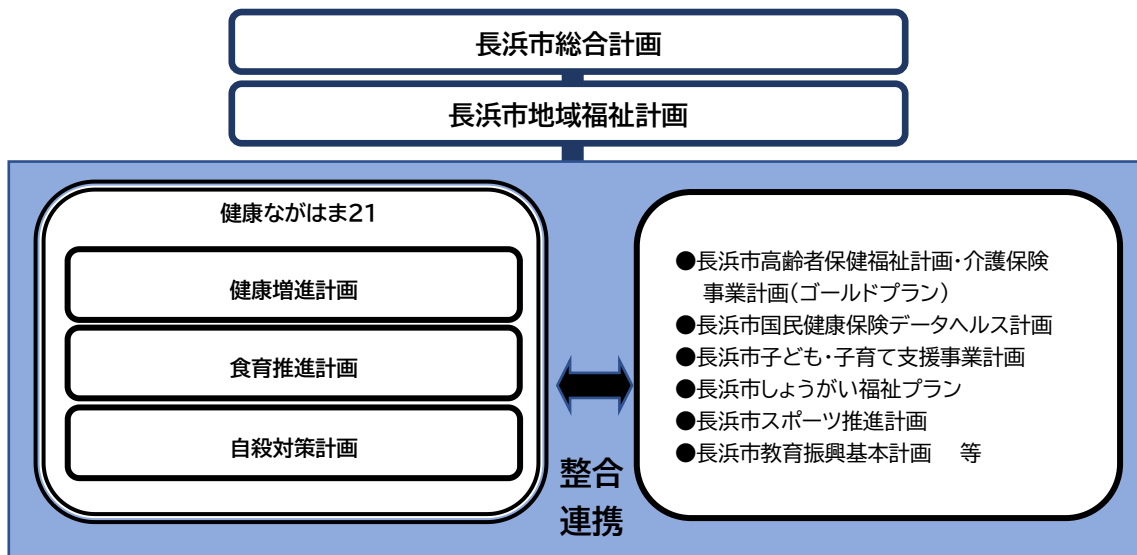 長浜市総合計画
長浜市地域福祉計画
健康ながはま21
健康増進計画
食育推進計画
自殺対策計画
整合
連携
●長浜市高齢者保健福祉計画・介護保険
事業計画(ゴールドプラン)
●長浜市国民健康保険データヘルス計画
●長浜市子ども・子育て支援事業計画
●長浜市しょうがい福祉プラン
●長浜市スポーツ推進計画
●長浜市教育振興基本計画　等